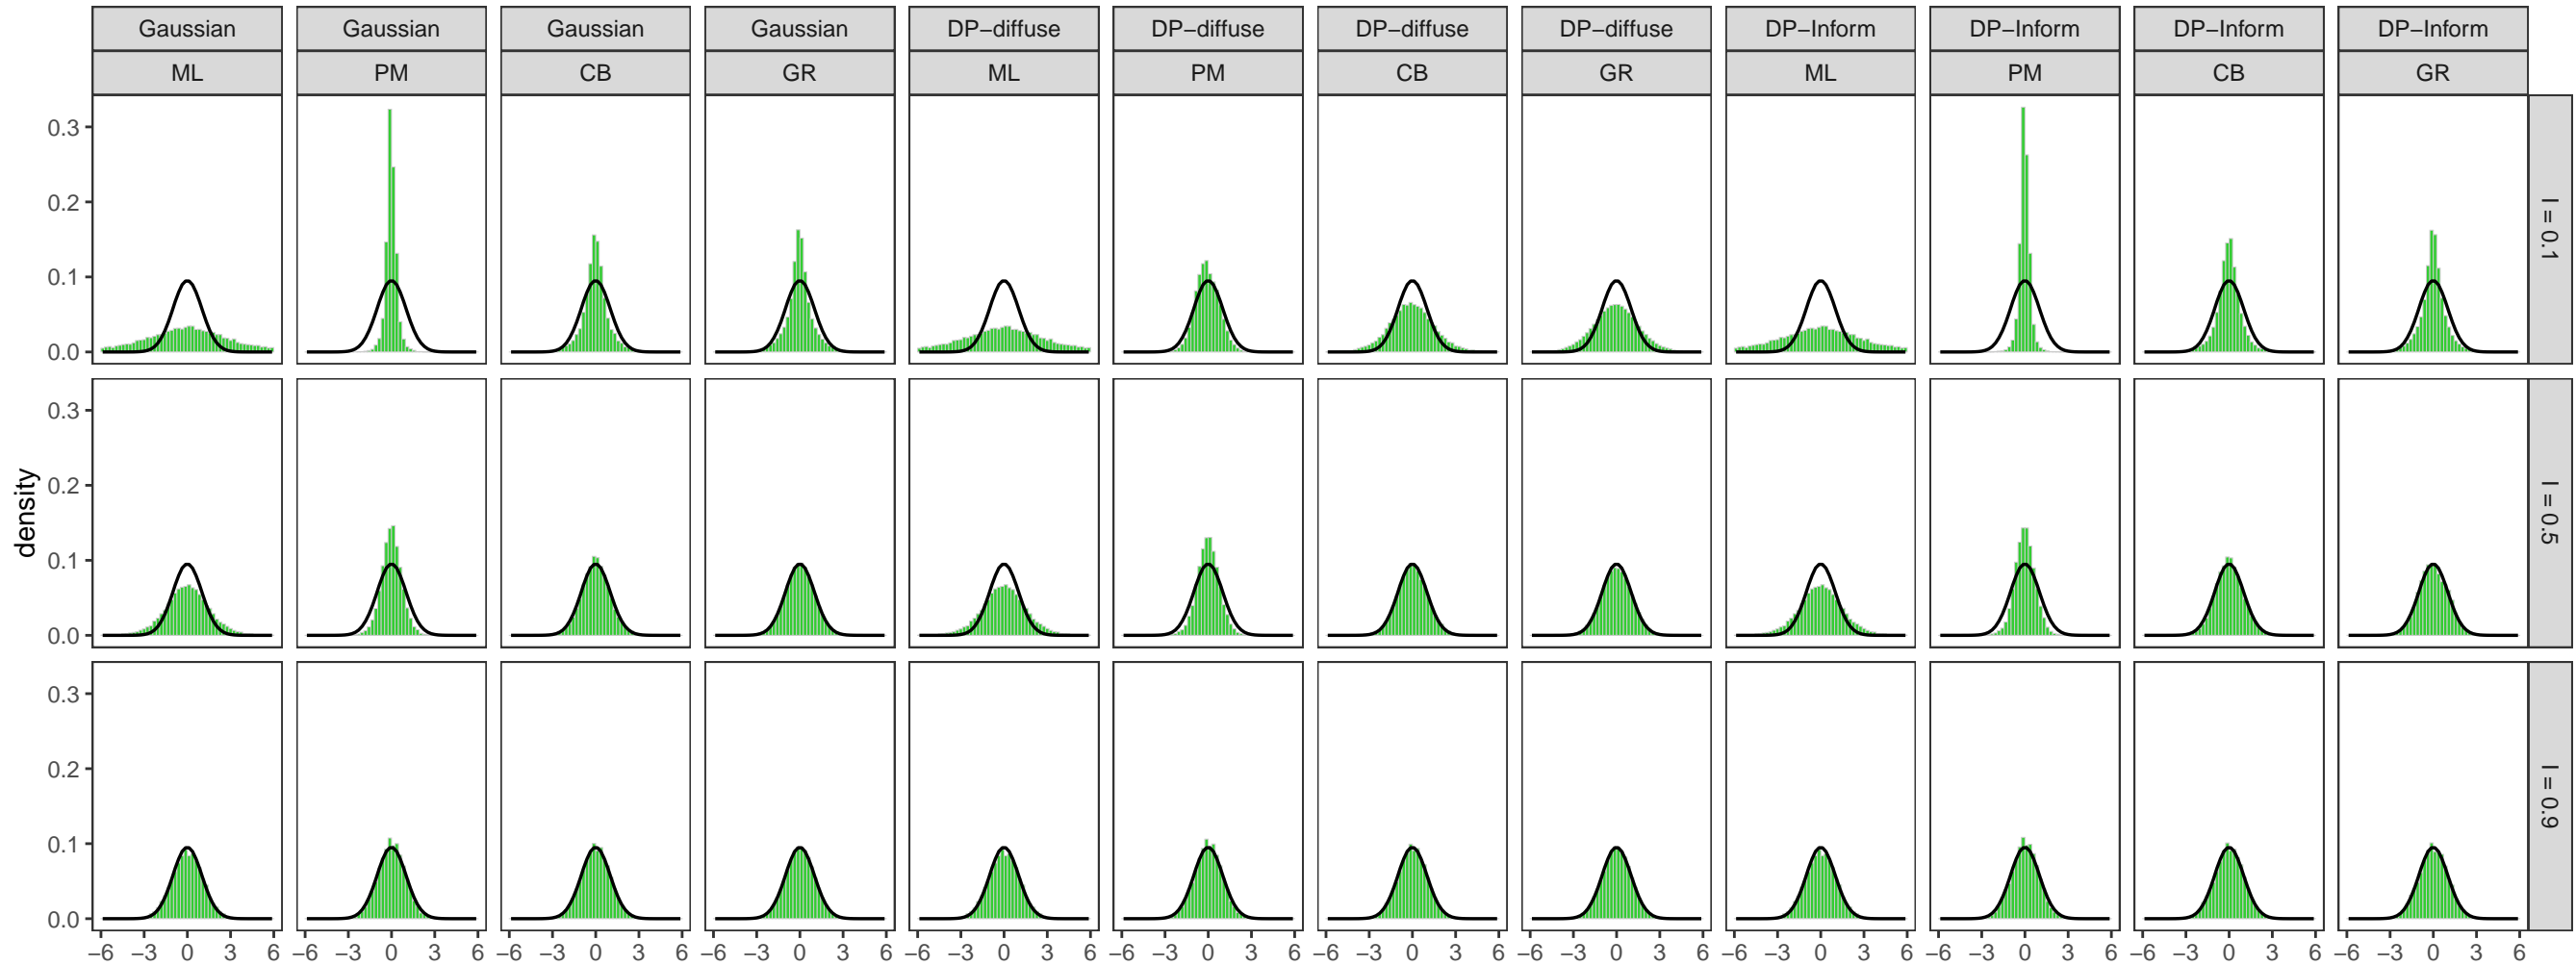 Gaussian Gaussian Gaussian Gaussian DP−diffuse DP−diffuse DP−diffuse DP−diffuse DP−Inform DP−Inform DP−Inform DP−Inform
ML PM CB GR ML PM CB GR ML PM CB GR
0.3
0.2
0.1
0.0
I = 0.1
0.3
0.2
0.1
0.0
I = 0.5
density
0.3
0.2
0.1
0.0
I = 0.9
−6 −3 0 3 6 −6 −3 0 3 6 −6 −3 0 3 6 −6 −3 0 3 6 −6 −3 0 3 6 −6 −3 0 3 6 −6 −3 0 3 6 −6 −3 0 3 6 −6 −3 0 3 6 −6 −3 0 3 6 −6 −3 0 3 6 −6 −3 0 3 6